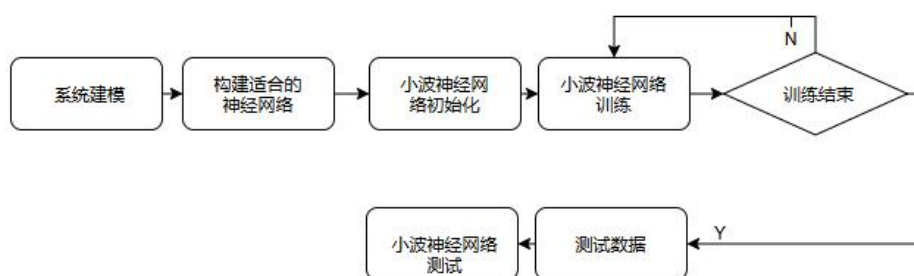 N
系统建模
构建适合的
神经网络
小波神经网
络初始化
小波神经网络
训练
训练结束
小波神经网络
测试
测试数据
Y